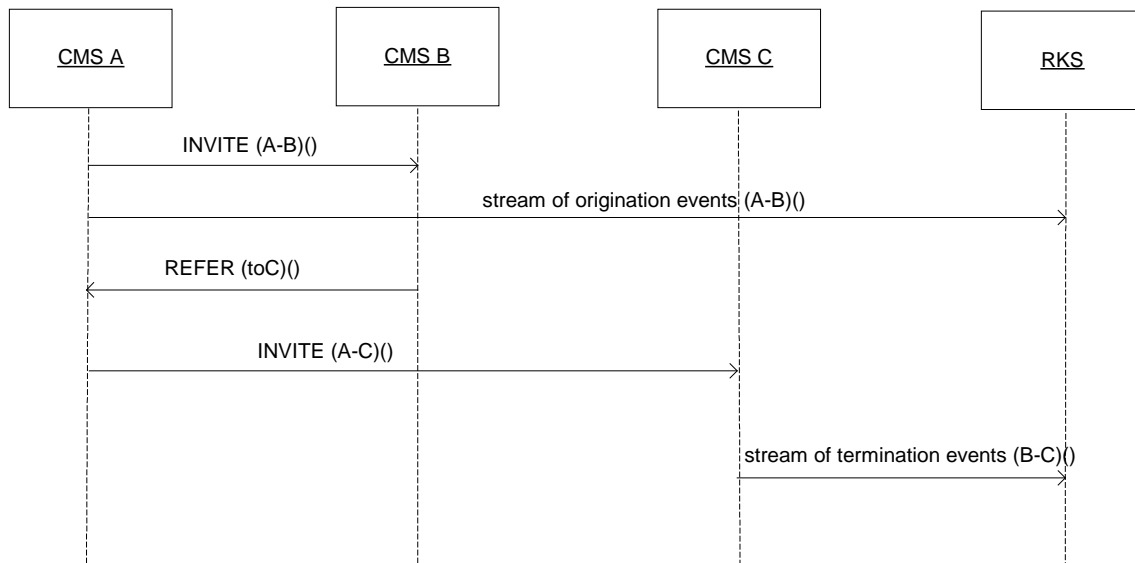 CMS A
CMS B
CMS C
RKS
INVITE (A-B)()
stream of origination events (A-B)()
REFER (toC)()
INVITE (A-C)()
stream of termination events (B-C)()